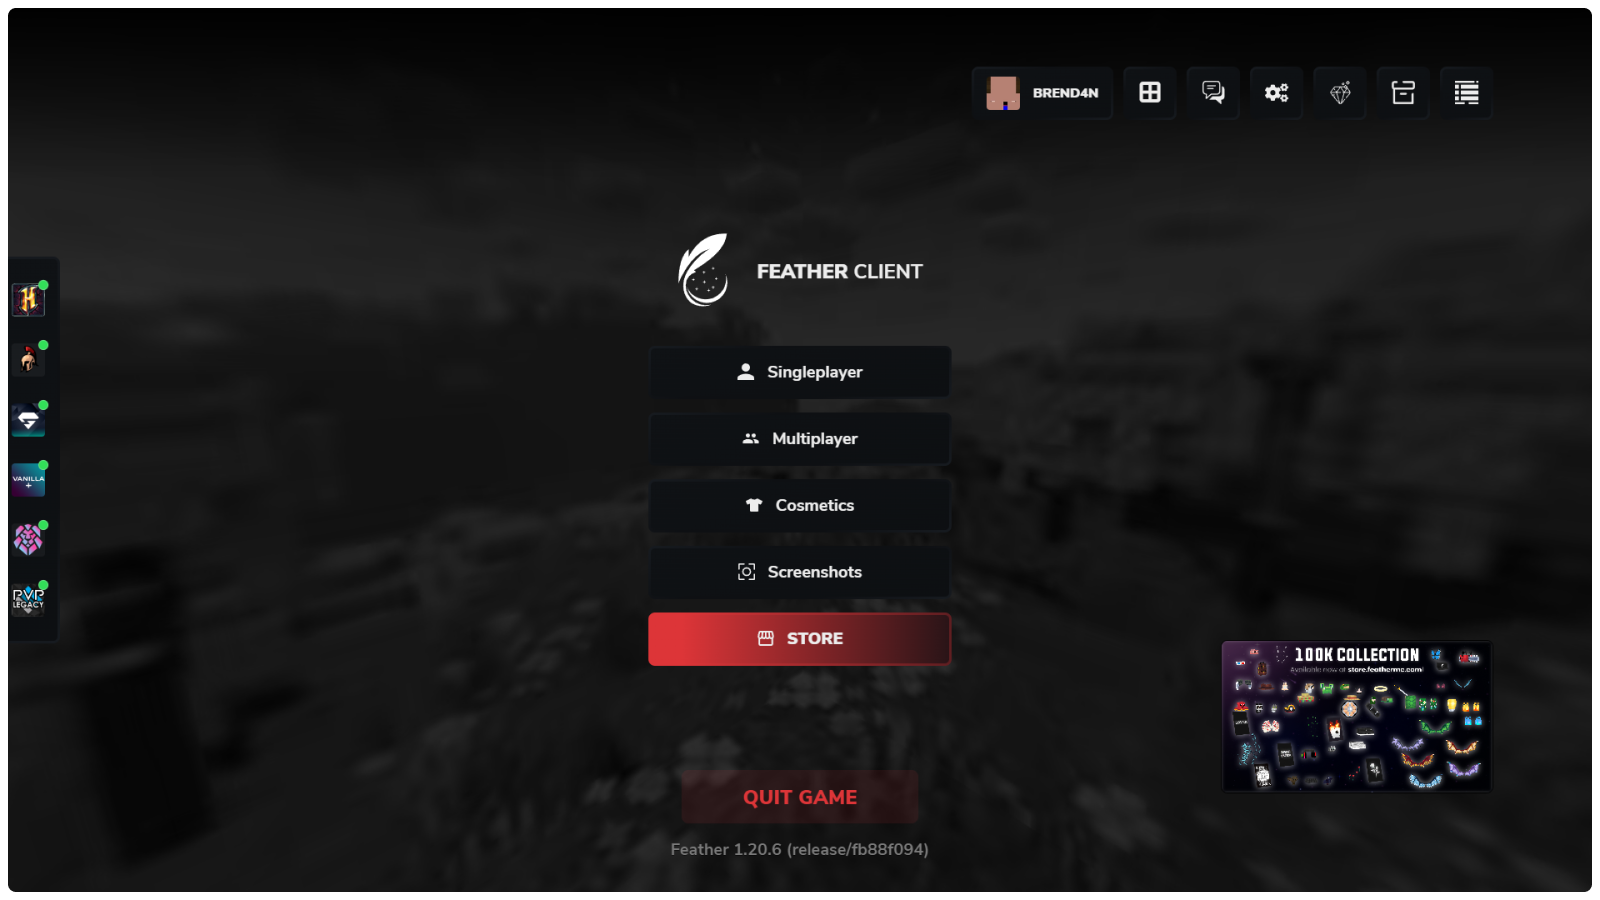 BREND4N
FEATHER CLIENT
Singleplayer
Multiplayer
Cosmetics
Screenshots
STORE
VANILLA
+
PVP
LEGACY
100K COLLECTION
Available now at store.feathermc.com!
QUIT GAME
Feather 1.20.6 (release/fb88f094)